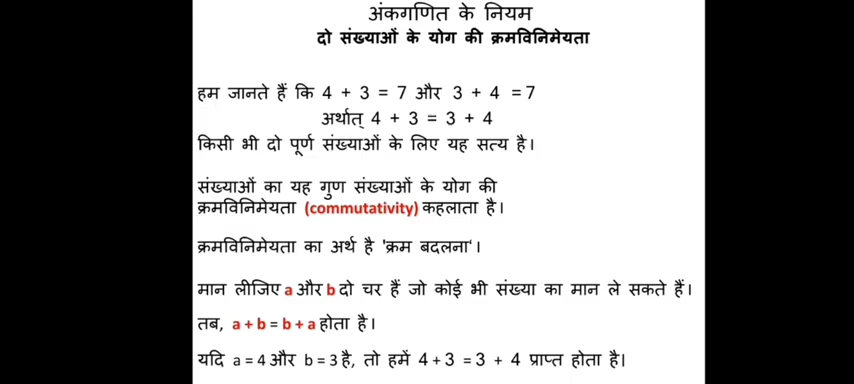 अंकगणित के नियम
दो संख्याओं के योग की क्रमविनिमेयता
हम जानते हैं कि 4 + 3 = 7 और 3 + 4 = 7
अर्थात् 4 + 3 = 3 + 4
किसी भी दो पूर्ण संख्याओं के लिए यह सत्य है।
संख्याओं का यह गुण संख्याओं के योग की
क्रमविनिमेयता (commutativity) कहलाता है।
क्रमविनिमेयता का अर्थ है 'क्रम बदलना‘।
मान लीजिए a और b दो चर हैं जो कोई भी संख्या का मान ले सकते हैं।
तब, a + b = b + a होता है।
यदि a = 4 और b = 3 है, तो हमें 4 + 3 = 3 + 4 प्राप्त होता है।